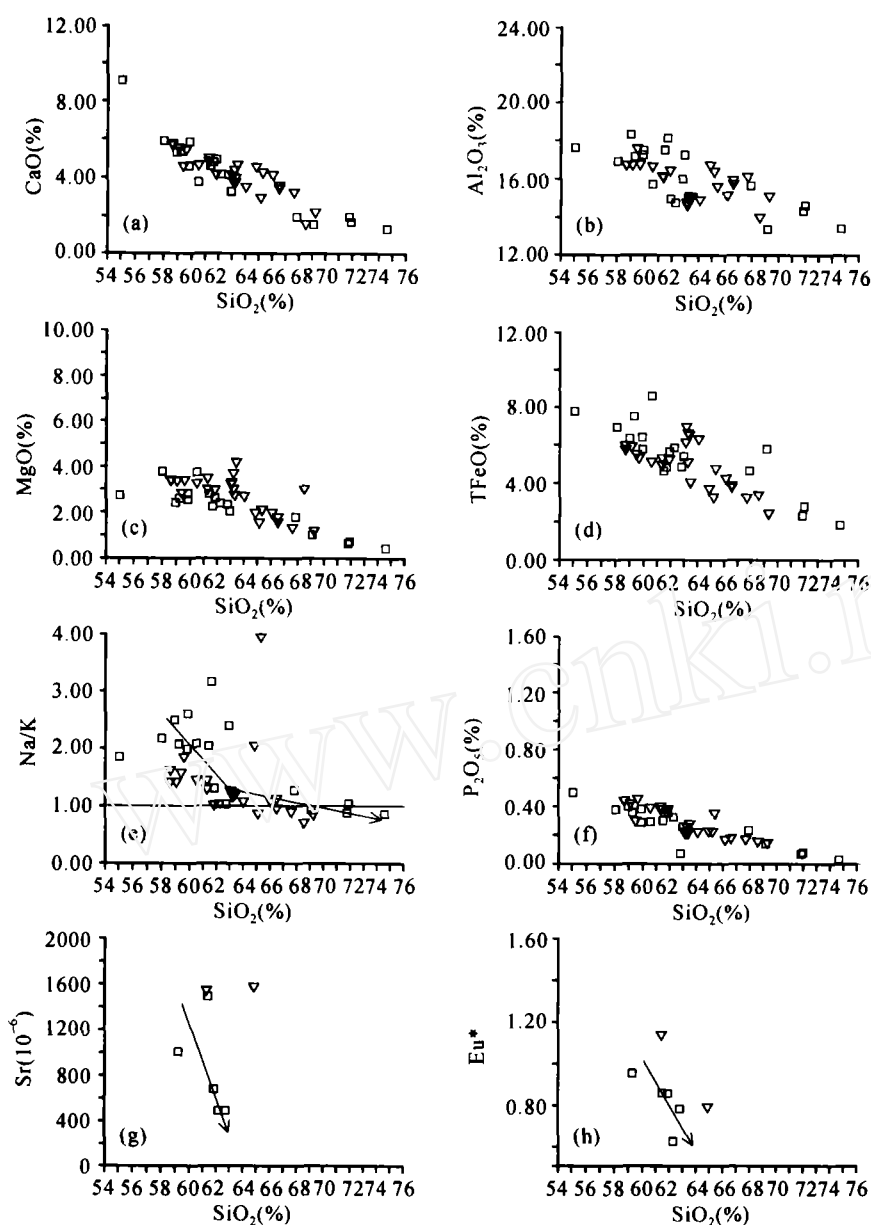 12.00
8.00
4.00
0.00
CaO(%)
(a)
54 56 58 60 62 64 66 68 70 72 74 76
SiO₂(%)
24.00
20.00
16.00
12.00
Al₂O₃(%)
(b)
54 56 58 60 62 64 66 68 70 72 74 76
SiO₂(%)
10.00
8.00
6.00
4.00
2.00
0.00
MgO(%)
(c)
54 56 58 60 62 64 66 68 70 72 74 76
SiO₂(%)
12.00
8.00
4.00
0.00
TFeO(%)
(d)
54 56 58 60 62 64 66 68 70 72 74 76
SiO₂(%)
4.00
3.00
2.00
1.00
0.00
Na/K
(e)
54 56 58 60 62 64 66 68 70 72 74 76
SiO₂(%)
1.60
1.20
0.80
0.40
0.00
P₂O₅(%)
(f)
54 56 58 60 62 64 66 68 70 72 74 76
SiO₂(%)
2000
1600
1200
800
400
0
Sr(10⁻⁶)
(g)
54 56 58 60 62 64 66 68 70 72 74 76
SiO₂(%)
1.60
1.20
0.80
Eu*
(h)
54 56 58 60 62 64 66 68 70 72 74 76
SiO₂(%)
www.cnki.n